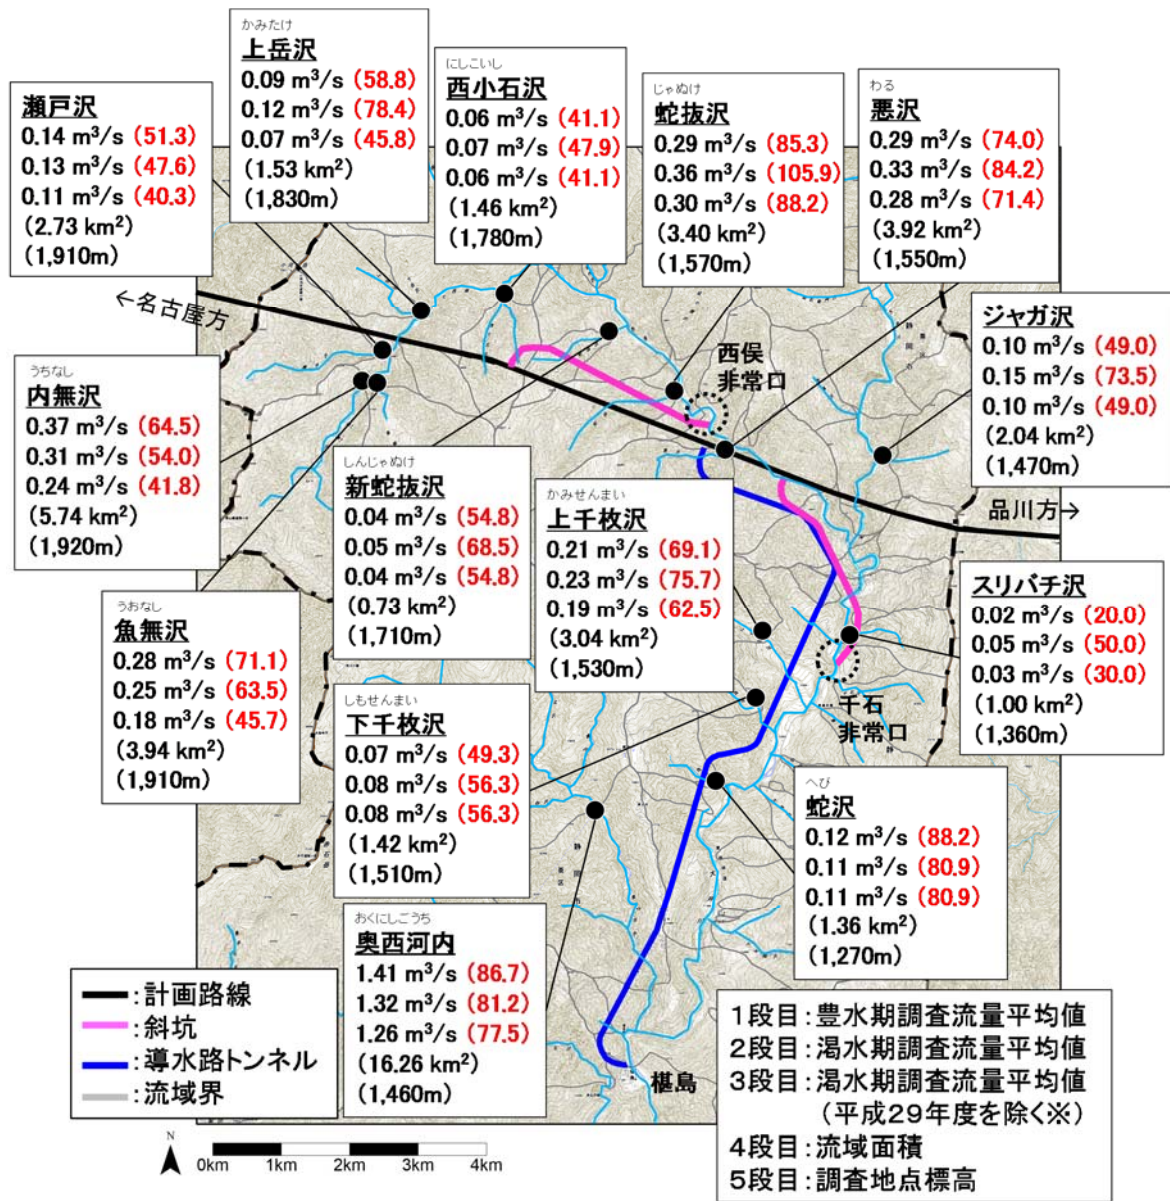 かみたけ
上岳沢
0.09 m³/s (58.8)
0.12 m³/s (78.4)
0.07 m³/s (45.8)
(1.53 km²)
(1,830m)
にしこいし
西小石沢
0.06 m³/s (41.1)
0.07 m³/s (47.9)
0.06 m³/s (41.1)
(1.46 km²)
(1,780m)
じゃぬけ
蛇抜沢
0.29 m³/s (85.3)
0.36 m³/s (105.9)
0.30 m³/s (88.2)
(3.40 km²)
(1,570m)
わる
悪沢
0.29 m³/s (74.0)
0.33 m³/s (84.2)
0.28 m³/s (71.4)
(3.92 km²)
(1,550m)
瀬戸沢
0.14 m³/s (51.3)
0.13 m³/s (47.6)
0.11 m³/s (40.3)
(2.73 km²)
(1,910m)
←名古屋方
ジャガ沢
0.10 m³/s (49.0)
0.15 m³/s (73.5)
0.10 m³/s (49.0)
(2.04 km²)
(1,470m)
西俣
非常口
うちなし
内無沢
0.37 m³/s (64.5)
0.31 m³/s (54.0)
0.24 m³/s (41.8)
(5.74 km²)
(1,920m)
しんじゃぬけ
新蛇抜沢
0.04 m³/s (54.8)
0.05 m³/s (68.5)
0.04 m³/s (54.8)
(0.73 km²)
(1,710m)
かみせんまい
上千枚沢
0.21 m³/s (69.1)
0.23 m³/s (75.7)
0.19 m³/s (62.5)
(3.04 km²)
(1,530m)
品川方→
スリバチ沢
0.02 m³/s (20.0)
0.05 m³/s (50.0)
0.03 m³/s (30.0)
(1.00 km²)
(1,360m)
うおなし
魚無沢
0.28 m³/s (71.1)
0.25 m³/s (63.5)
0.18 m³/s (45.7)
(3.94 km²)
(1,910m)
しもせんまい
下千枚沢
0.07 m³/s (49.3)
0.08 m³/s (56.3)
0.08 m³/s (56.3)
(1.42 km²)
(1,510m)
千石
非常口
へび
蛇沢
0.12 m³/s (88.2)
0.11 m³/s (80.9)
0.11 m³/s (80.9)
(1.36 km²)
(1,270m)
おくにしごうち
奥西河内
1.41 m³/s (86.7)
1.32 m³/s (81.2)
1.26 m³/s (77.5)
(16.26 km²)
(1,460m)
椹島
:計画路線
:斜坑
:導水路トンネル
:流域界
1段目:豊水期調査流量平均値
2段目:渇水期調査流量平均値
3段目:渇水期調査流量平均値
(平成29年度を除く※)
4段目:流域面積
5段目:調査地点標高
N
0km 1km 2km 3km 4km